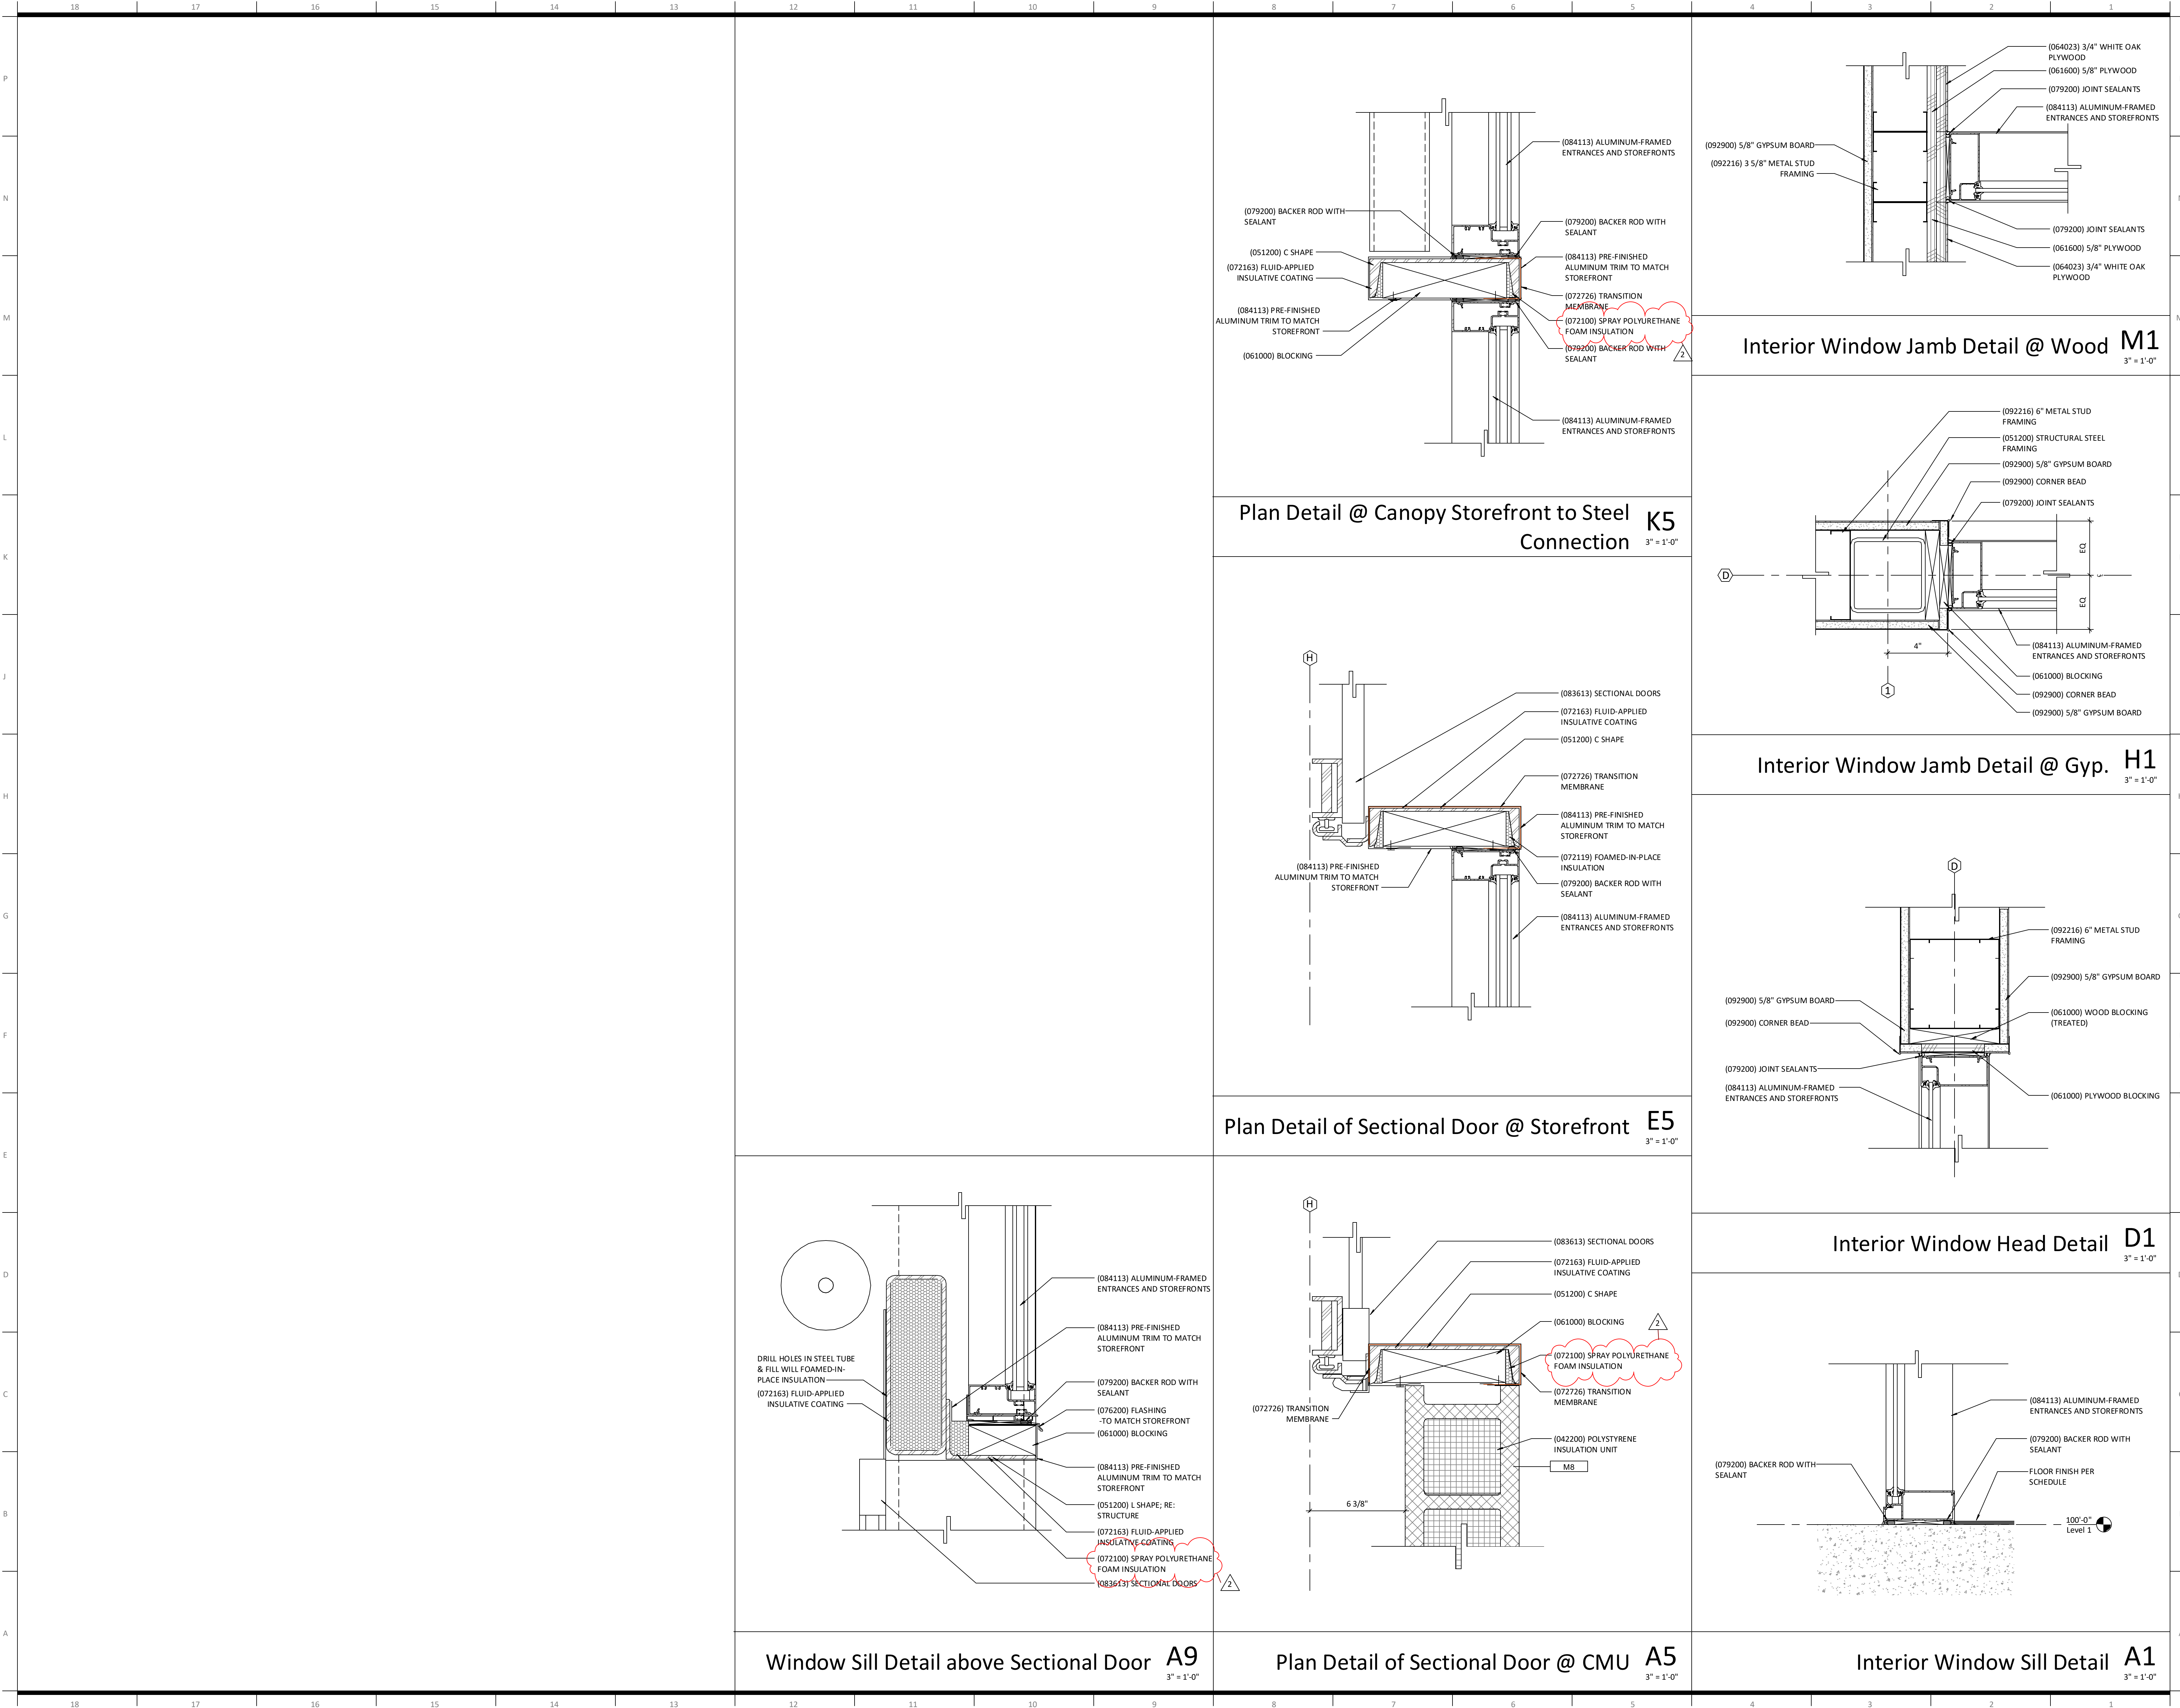 18 17 16 15 14 13 12 11 10 9 8 7 6 5 4 3 2 1
P
N
M
L
K
J
H
G
F
E
D
C
B
A
(084113) ALUMINUM-FRAMED
ENTRANCES AND STOREFRONTS
(079200) BACKER ROD WITH
SEALANT
(051200) C SHAPE
(072163) FLUID-APPLIED
INSULATIVE COATING
(084113) PRE-FINISHED
ALUMINUM TRIM TO MATCH
STOREFRONT
(061000) BLOCKING
(079200) BACKER ROD WITH
SEALANT
(084113) PRE-FINISHED
ALUMINUM TRIM TO MATCH
STOREFRONT
(072726) TRANSITION
MEMBRANE
(072100) SPRAY POLYURETHANE
FOAM INSULATION
(079200) BACKER ROD WITH
SEALANT
2
(084113) ALUMINUM-FRAMED
ENTRANCES AND STOREFRONTS
Plan Detail @ Canopy Storefront to Steel
Connection
K5
3" = 1'-0"
(064023) 3/4" WHITE OAK
PLYWOOD
(061600) 5/8" PLYWOOD
(079200) JOINT SEALANTS
(084113) ALUMINUM-FRAMED
ENTRANCES AND STOREFRONTS
(092900) 5/8" GYPSUM BOARD
(092216) 3 5/8" METAL STUD
FRAMING
(079200) JOINT SEALANTS
(061600) 5/8" PLYWOOD
(064023) 3/4" WHITE OAK
PLYWOOD
Interior Window Jamb Detail @ Wood
M1
3" = 1'-0"
(092216) 6" METAL STUD
FRAMING
(051200) STRUCTURAL STEEL
FRAMING
(092900) 5/8" GYPSUM BOARD
(092900) CORNER BEAD
(079200) JOINT SEALANTS
D
EQ
EQ
4"
1
(084113) ALUMINUM-FRAMED
ENTRANCES AND STOREFRONTS
(061000) BLOCKING
(092900) CORNER BEAD
(092900) 5/8" GYPSUM BOARD
Interior Window Jamb Detail @ Gyp.
H1
3" = 1'-0"
H
(083613) SECTIONAL DOORS
(072163) FLUID-APPLIED
INSULATIVE COATING
(051200) C SHAPE
(072726) TRANSITION
MEMBRANE
(084113) PRE-FINISHED
ALUMINUM TRIM TO MATCH
STOREFRONT
(072119) FOAMED-IN-PLACE
INSULATION
(079200) BACKER ROD WITH
SEALANT
(084113) PRE-FINISHED
ALUMINUM TRIM TO MATCH
STOREFRONT
(084113) ALUMINUM-FRAMED
ENTRANCES AND STOREFRONTS
Plan Detail of Sectional Door @ Storefront
E5
3" = 1'-0"
D
(092216) 6" METAL STUD
FRAMING
(092900) 5/8" GYPSUM BOARD
(092900) 5/8" GYPSUM BOARD
(092900) CORNER BEAD
(061000) WOOD BLOCKING
(TREATED)
(079200) JOINT SEALANTS
(084113) ALUMINUM-FRAMED
ENTRANCES AND STOREFRONTS
(061000) PLYWOOD BLOCKING
Interior Window Head Detail
D1
3" = 1'-0"
(084113) ALUMINUM-FRAMED
ENTRANCES AND STOREFRONTS
(084113) PRE-FINISHED
ALUMINUM TRIM TO MATCH
STOREFRONT
DRILL HOLES IN STEEL TUBE
& FILL WILL FOAMED-IN-
PLACE INSULATION
(072163) FLUID-APPLIED
INSULATIVE COATING
(079200) BACKER ROD WITH
SEALANT
(076200) FLASHING
-TO MATCH STOREFRONT
(061000) BLOCKING
(084113) PRE-FINISHED
ALUMINUM TRIM TO MATCH
STOREFRONT
(051200) L SHAPE; RE:
STRUCTURE
(072163) FLUID-APPLIED
INSULATIVE COATING
(072100) SPRAY POLYURETHANE
FOAM INSULATION
(083613) SECTIONAL DOORS
2
Window Sill Detail above Sectional Door
A9
3" = 1'-0"
H
(083613) SECTIONAL DOORS
(072163) FLUID-APPLIED
INSULATIVE COATING
(051200) C SHAPE
(061000) BLOCKING
2
(072100) SPRAY POLYURETHANE
FOAM INSULATION
(072726) TRANSITION
MEMBRANE
(072726) TRANSITION
MEMBRANE
(042200) POLYSTYRENE
INSULATION UNIT
M8
6 3/8"
Plan Detail of Sectional Door @ CMU
A5
3" = 1'-0"
(084113) ALUMINUM-FRAMED
ENTRANCES AND STOREFRONTS
(079200) BACKER ROD WITH
SEALANT
(079200) BACKER ROD WITH
SEALANT
FLOOR FINISH PER
SCHEDULE
100'-0"
Level 1
Interior Window Sill Detail
A1
3" = 1'-0"
18 17 16 15 14 13 12 11 10 9 8 7 6 5 4 3 2 1